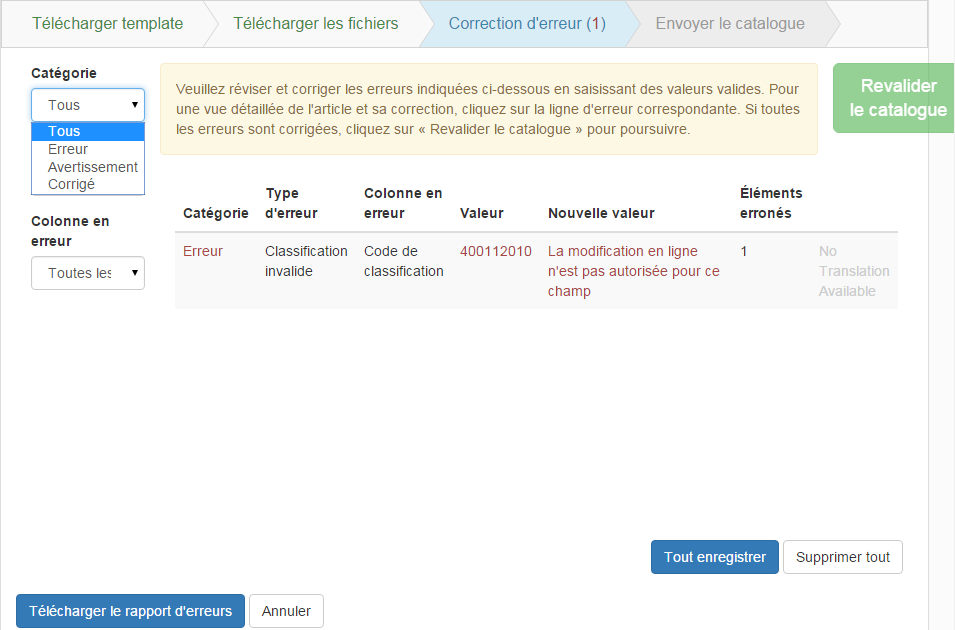 Télécharger template
Télécharger les fichiers
Correction d'erreur (1)
Envoyer le catalogue
Catégorie
Tous
Tous
Erreur
Avertissement
Corrigé
Colonne en
erreur
Toutes les
Veuillez réviser et corriger les erreurs indiquées ci-dessous en saisissant des valeurs valides. Pour
une vue détaillée de l'article et sa correction, cliquez sur la ligne d'erreur correspondante. Si toutes
les erreurs sont corrigées, cliquez sur « Revalider le catalogue » pour poursuivre.
Revalider
le catalogue
Catégorie
Type
d'erreur
Colonne en
erreur
Valeur
Nouvelle valeur
Éléments
erronés
Erreur
Classification
invalide
Code de
classification
400112010
La modification en ligne
n'est pas autorisée pour ce
champ
1
No
Translation
Available
Tout enregistrer
Supprimer tout
Télécharger le rapport d'erreurs
Annuler